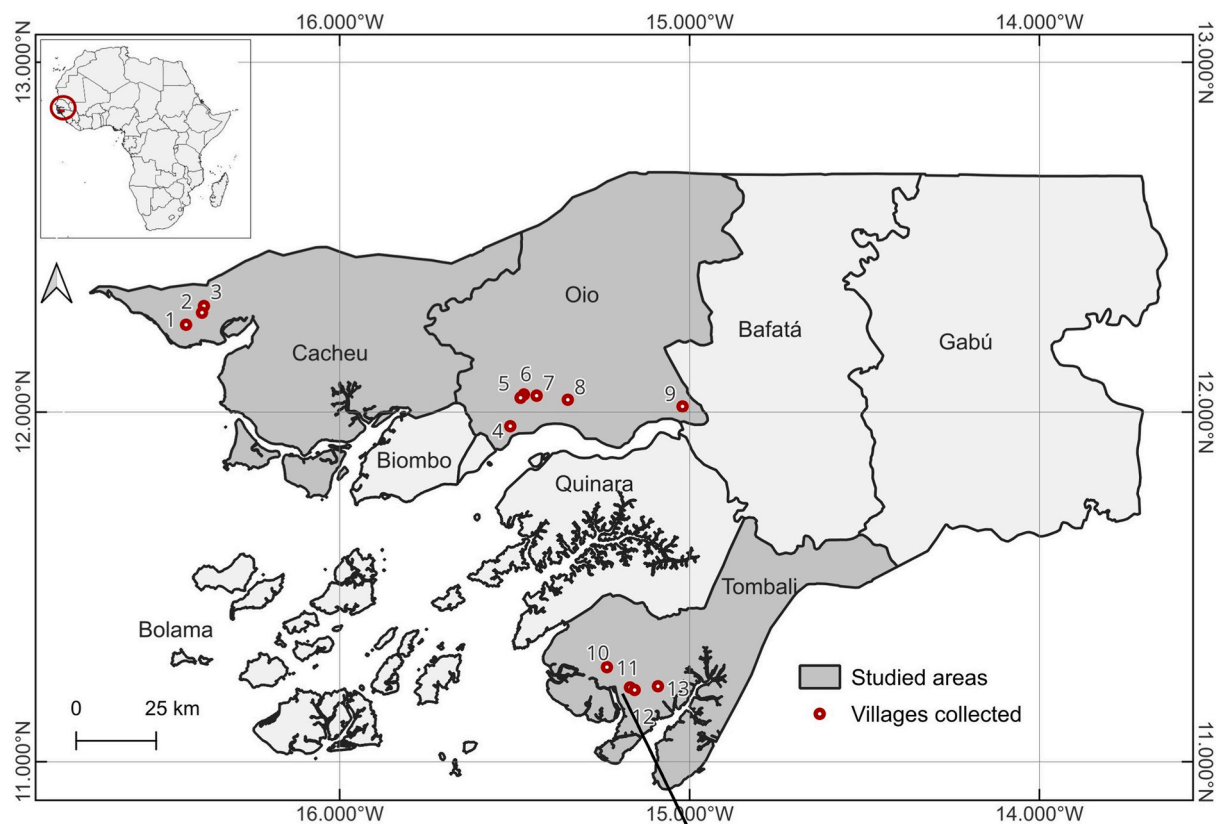 16.000°W
15.000°W
14.000°W
13.000°N
13.000°N
Oio
3
2
1
Cacheu
Bafatá
Gabú
6
5
7
8
9
4
12.000°N
12.000°N
Biombo
Quinara
Tombali
Bolama
10
11
13
12
Studied areas
Villages collected
0
25 km
11.000°N
11.000°N
16.000°W
15.000°W
14.000°W